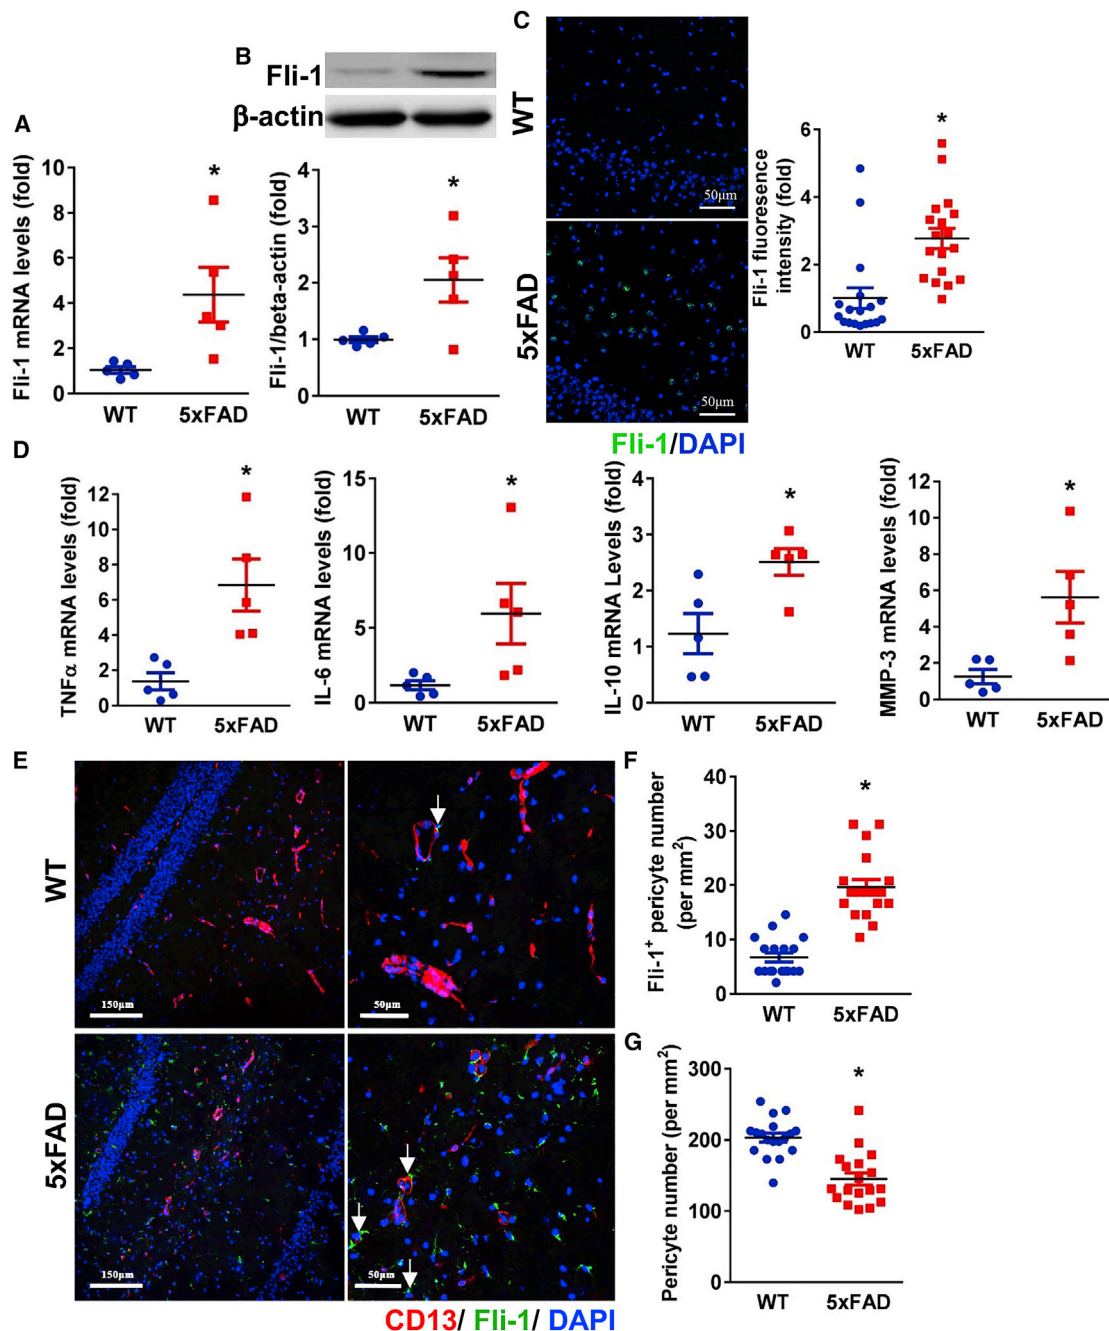 A
Fli-1 mRNA levels (fold)
10
8
6
4
2
0
*
WT
5xFAD
B
Fli-1
β-actin
Fli-1/beta-actin (fold)
4
3
2
1
0
*
WT
5xFAD
C
WT
50μm
5xFAD
50μm
Fli-1/DAPI
Fli-1 fluoresence
intensity (fold)
6
4
2
0
*
WT
5xFAD
D
TNFα mRNA levels (fold)
12
10
8
6
4
2
0
*
WT
5xFAD
IL-6 mRNA levels (fold)
15
10
5
0
*
WT
5xFAD
IL-10 mRNA Levels (fold)
4
3
2
1
0
*
WT
5xFAD
MMP-3 mRNA levels (fold)
12
10
8
6
4
2
0
*
WT
5xFAD
E
WT
150μm
50μm
5xFAD
150μm
50μm
CD13/ Fli-1/ DAPI
F
Fli-1+ pericyte number
(per mm2)
40
30
20
10
0
*
WT
5xFAD
G
Pericyte number (per mm2)
300
200
100
0
*
WT
5xFAD